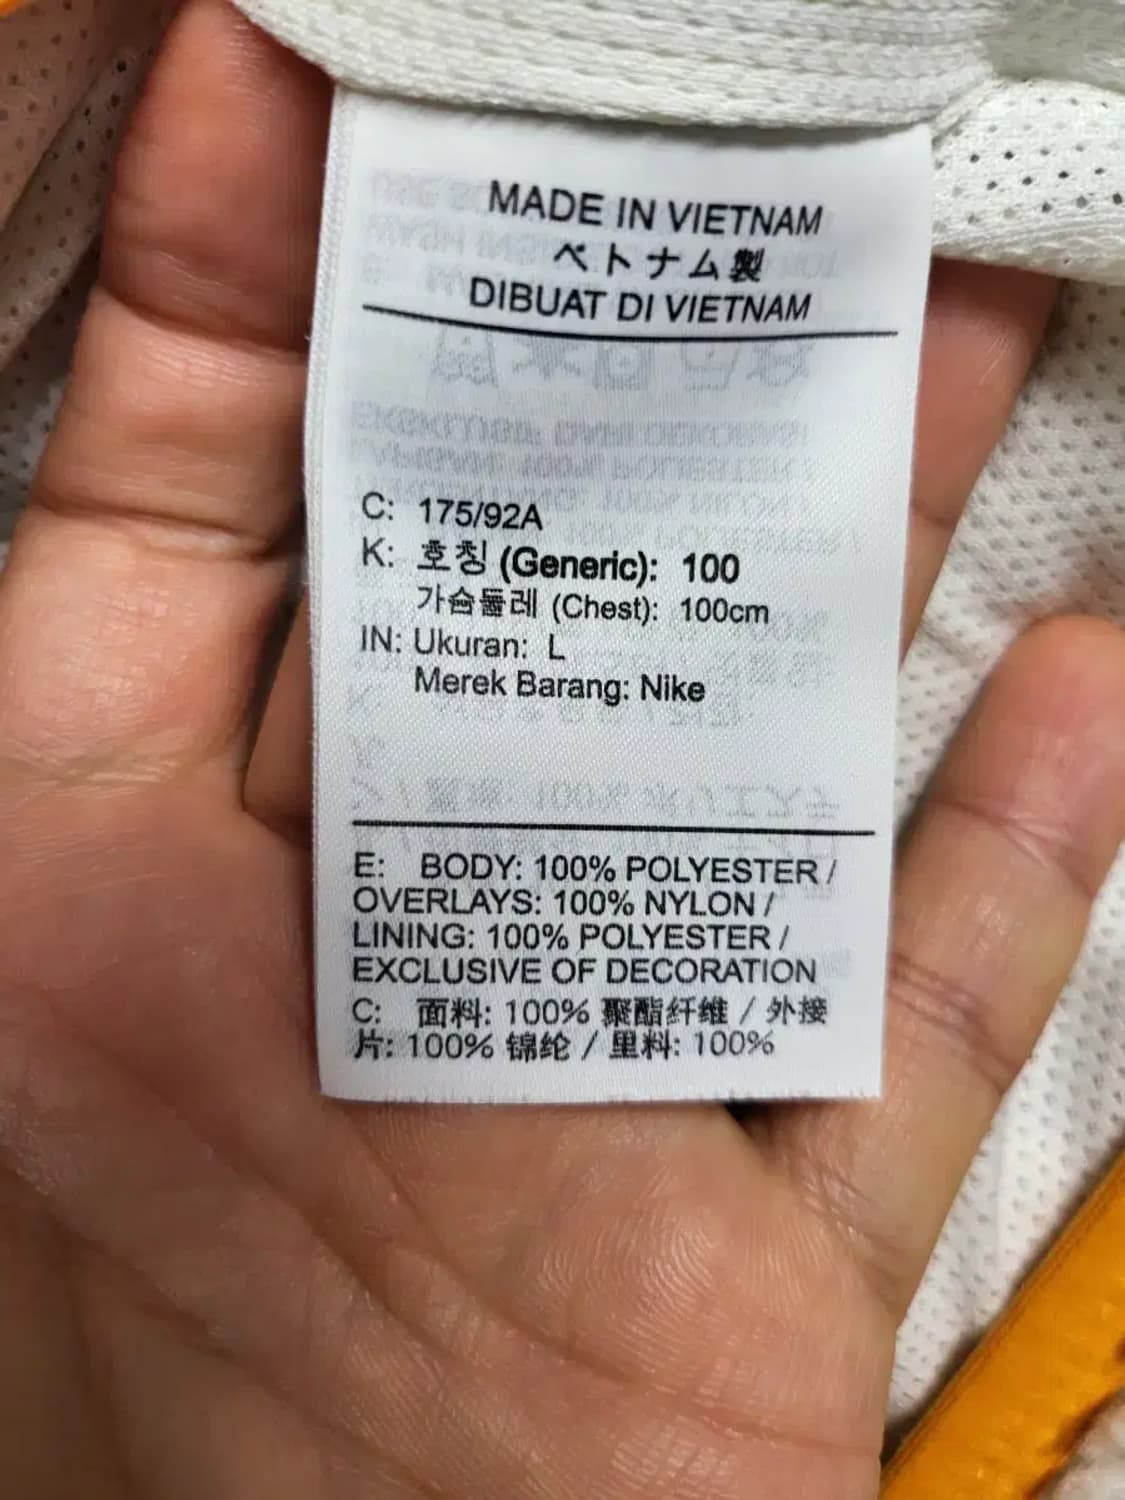 MADE IN VIETNAM
ベトナム製
DIBUAT DI VIETNAM
C: 175/92A
K: 호칭 (Generic): 100
가슴둘레 (Chest): 100cm
IN: Ukuran: L
Merek Barang: Nike
E: BODY: 100% POLYESTER /
OVERLAYS: 100% NYLON /
LINING: 100% POLYESTER /
EXCLUSIVE OF DECORATION
C: 面料: 100% 聚酯纤维 / 外接
片: 100% 锦纶 / 里料: 100%